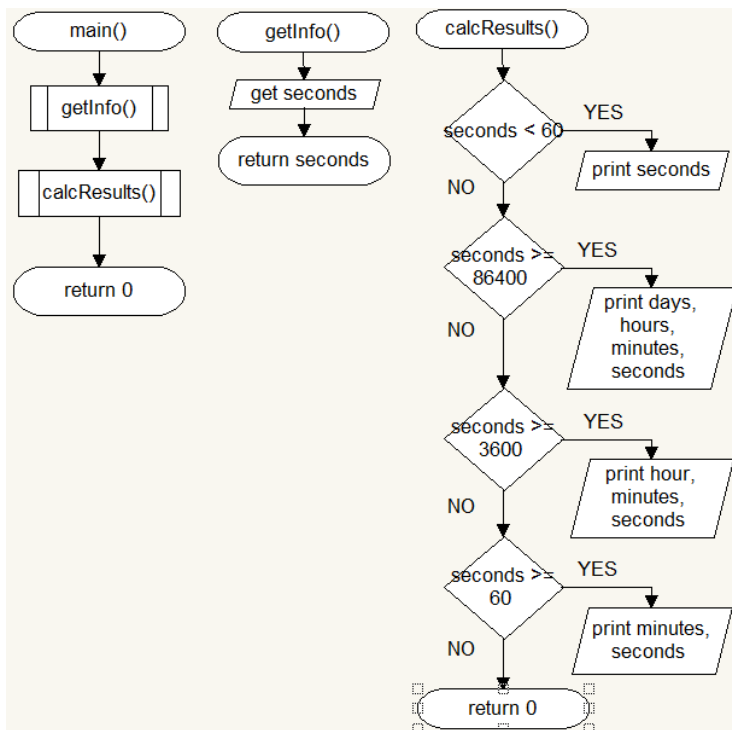 main()
getInfo()
calcResults()
return 0
getInfo()
get seconds
return seconds
calcResults()
seconds < 60
YES
print seconds
NO
seconds >=
86400
YES
print days,
hours,
minutes,
seconds
NO
seconds >=
3600
YES
print hour,
minutes,
seconds
NO
seconds >=
60
YES
print minutes,
seconds
NO
return 0